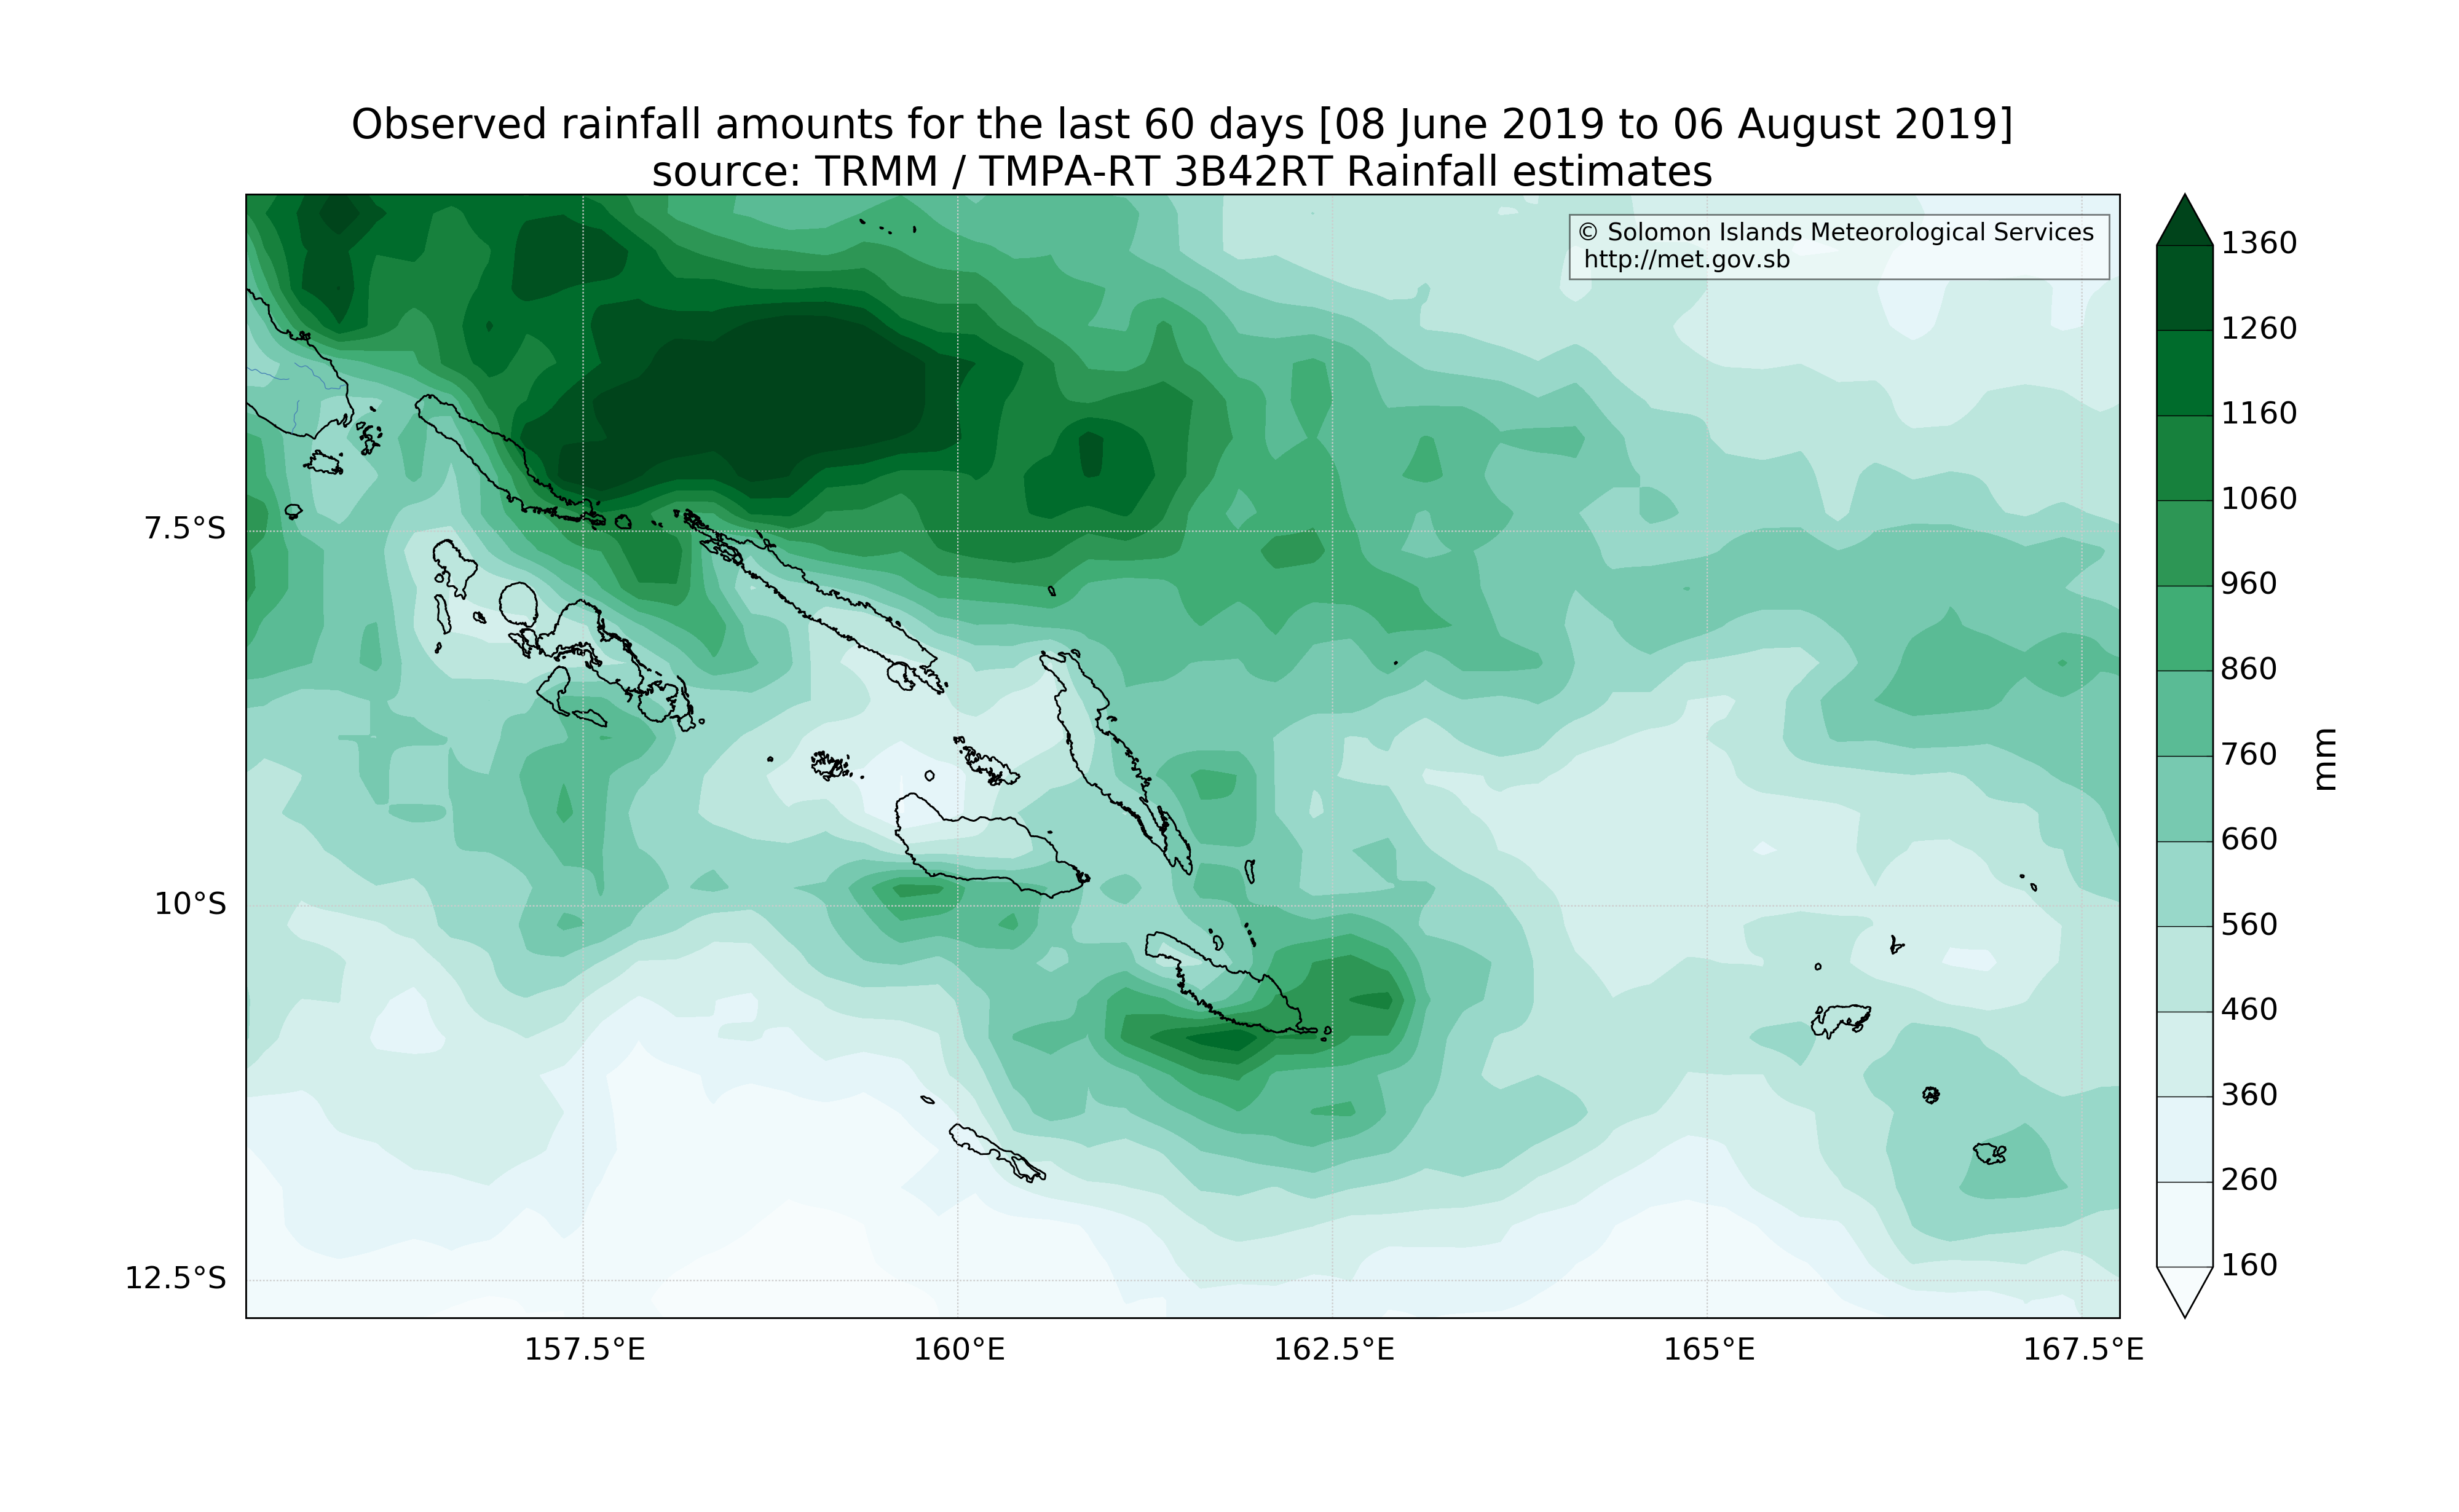 Observed rainfall amounts for the last 60 days [08 June 2019 to 06 August 2019]
source: TRMM / TMPA-RT 3B42RT Rainfall estimates
© Solomon Islands Meteorological Services
http://met.gov.sb
7.5°S
10°S
12.5°S
157.5°E
160°E
162.5°E
165°E
167.5°E
1360
1260
1160
1060
960
860
760
660
560
460
360
260
160
mm